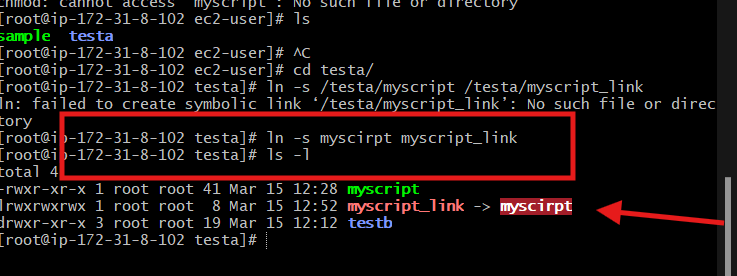 chmod: cannot access 'myscript': No such file or directory
[root@ip-172-31-8-102 ec2-user]# ls
sample  testa
[root@ip-172-31-8-102 ec2-user]# ^C
[root@ip-172-31-8-102 ec2-user]# cd testa/
[root@ip-172-31-8-102 testa]# ln -s /testa/myscript /testa/myscript_link
ln: failed to create symbolic link ‘/testa/myscript_link’: No such file or direc
tory
[root@ip-172-31-8-102 testa]# ln -s myscirpt myscript_link
[root@ip-172-31-8-102 testa]# ls -l
total 4
-rwxr-xr-x 1 root root 41 Mar 15 12:28 myscript
lrwxrwxrwx 1 root root  8 Mar 15 12:52 myscript_link -> myscirpt
drwxr-xr-x 3 root root 19 Mar 15 12:12 testb
[root@ip-172-31-8-102 testa]#